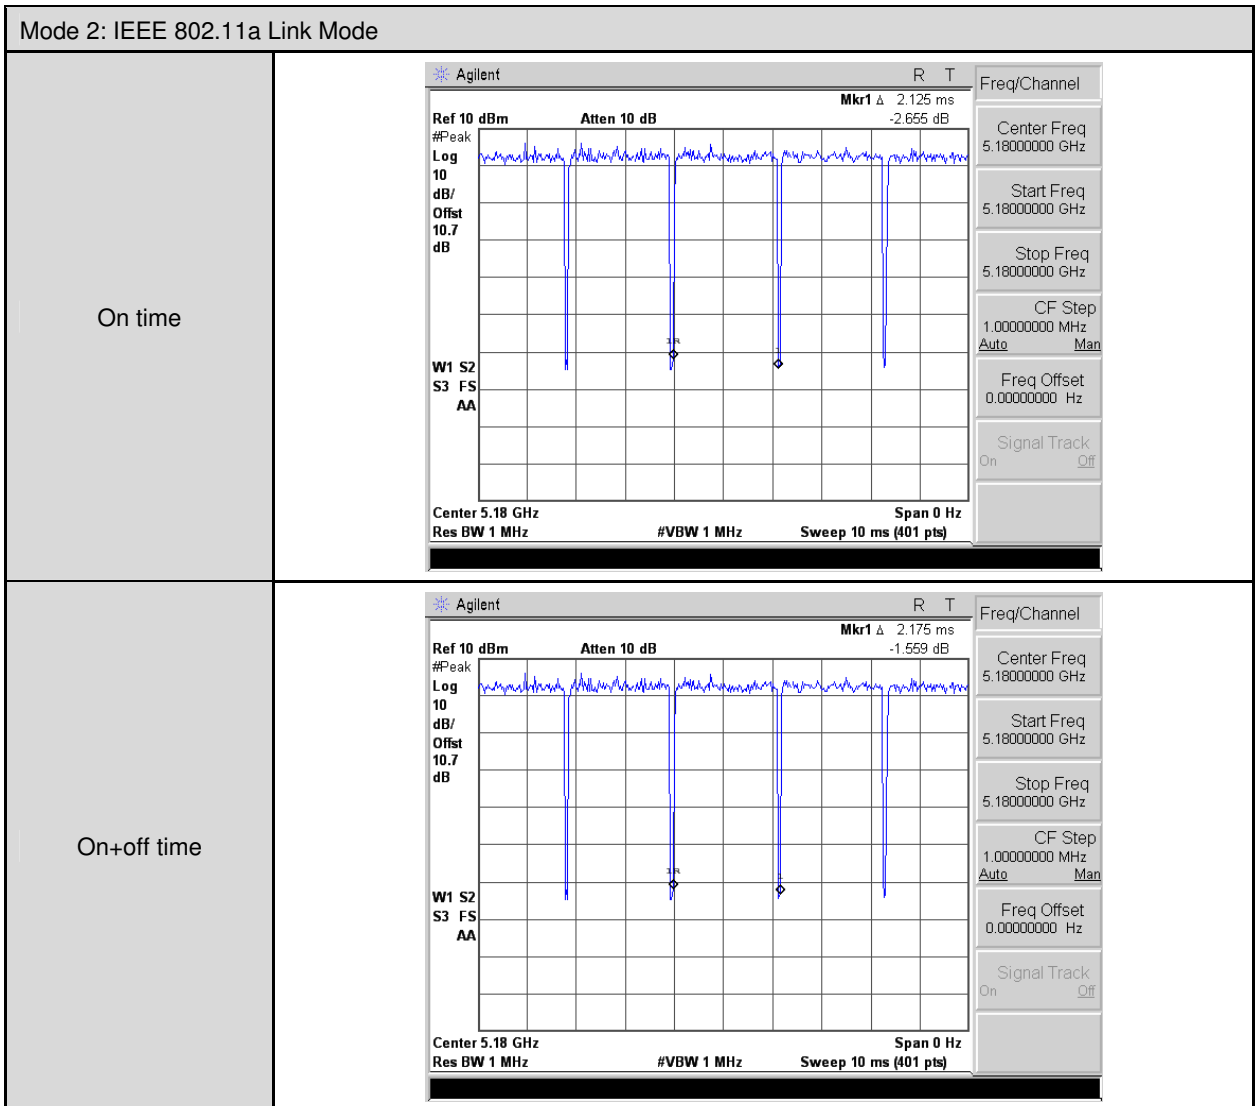 Mode 2: IEEE 802.11a Link Mode
On time
Agilent
R T
Mkr1 Δ 2.125 ms
Ref 10 dBm
Atten 10 dB
-2.655 dB
#Peak
Log
10
dB/
Offst
10.7
dB
1R
1
W1 S2
S3 FS
AA
Center 5.18 GHz
Span 0 Hz
Res BW 1 MHz
#VBW 1 MHz
Sweep 10 ms (401 pts)
Freq/Channel
Center Freq
5.18000000 GHz
Start Freq
5.18000000 GHz
Stop Freq
5.18000000 GHz
CF Step
1.00000000 MHz
Auto Man
Freq Offset
0.00000000 Hz
Signal Track
On Off
On+off time
Agilent
R T
Mkr1 Δ 2.175 ms
Ref 10 dBm
Atten 10 dB
-1.559 dB
#Peak
Log
10
dB/
Offst
10.7
dB
1R
1
W1 S2
S3 FS
AA
Center 5.18 GHz
Span 0 Hz
Res BW 1 MHz
#VBW 1 MHz
Sweep 10 ms (401 pts)
Freq/Channel
Center Freq
5.18000000 GHz
Start Freq
5.18000000 GHz
Stop Freq
5.18000000 GHz
CF Step
1.00000000 MHz
Auto Man
Freq Offset
0.00000000 Hz
Signal Track
On Off